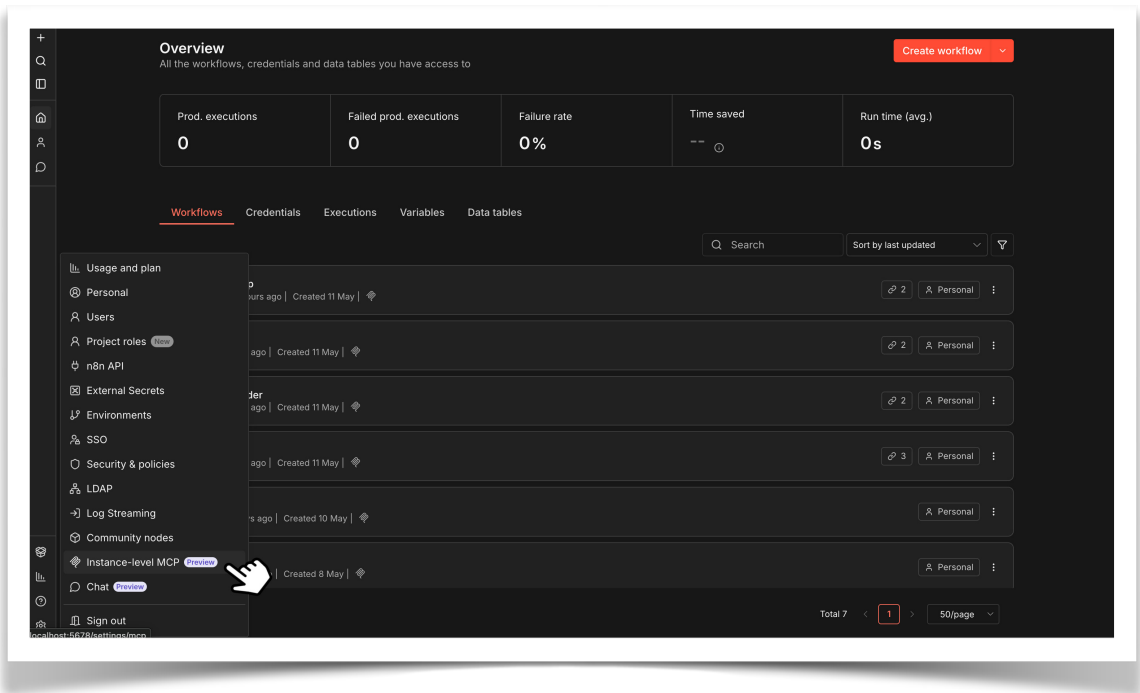 Overview
Create workflow
All the workflows, credentials and data tables you have access to
Prod. executions
0
Failed prod. executions
0
Failure rate
0%
Time saved
--
Run time (avg.)
0s
Workflows
Credentials
Executions
Variables
Data tables
Search
Sort by last updated
Usage and plan
Personal
Users
Project roles New
n8n API
External Secrets
Environments
SSO
Security & policies
LDAP
Log Streaming
Community nodes
Instance-level MCP Preview
Chat Preview
Sign out
localhost:5678/settings/mcp
ago | Created 11 May |
2
Personal
ago | Created 11 May |
2
Personal
ago | Created 11 May |
2
Personal
ago | Created 11 May |
3
Personal
ago | Created 10 May |
Personal
| Created 8 May |
Personal
Total 7
1
50/page